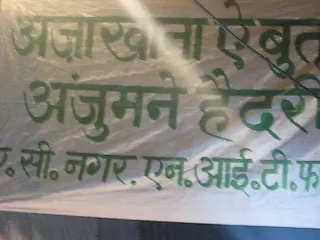 अज़ाखाना ऐ बुत
अंजुमने हैदरी
ए. सी. नगर. एन. आई. टी. फ